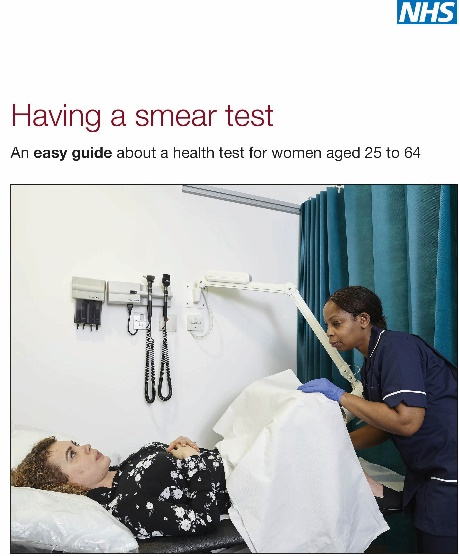 NHS
Having a smear test
An easy guide about a health test for women aged 25 to 64